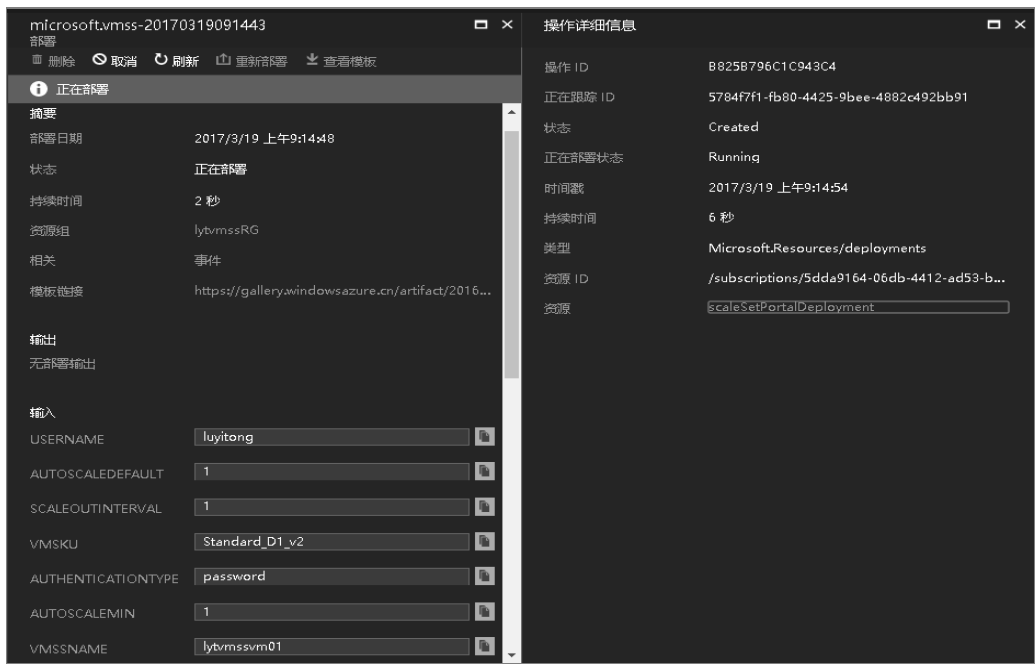 microsoft.vmss-20170319091443
部署
删除 取消 刷新 重新部署 查看模板
正在部署
摘要
部署日期 2017/3/19 上午9:14:48
状态 正在部署
持续时间 2 秒
资源组 lytvmssRG
相关 事件
模板链接 https://gallery.windowsazure.cn/artifact/2016...
输出
无部署输出
输入
USERNAME luyitong
AUTOSCALEDEFAULT 1
SCALEOUTINTERVAL 1
VMSKU Standard_D1_v2
AUTHENTICATIONTYPE password
AUTOSCALEMIN 1
VMSSNAME lytvmssvm01
操作详细信息
操作 ID B825B796C1C943C4
正在跟踪 ID 5784f7f1-fb80-4425-9bee-4882c492bb91
状态 Created
正在部署状态 Running
时间戳 2017/3/19 上午9:14:54
持续时间 6 秒
类型 Microsoft.Resources/deployments
资源 ID /subscriptions/5dda9164-06db-4412-ad53-b...
资源 scaleSetPortalDeployment